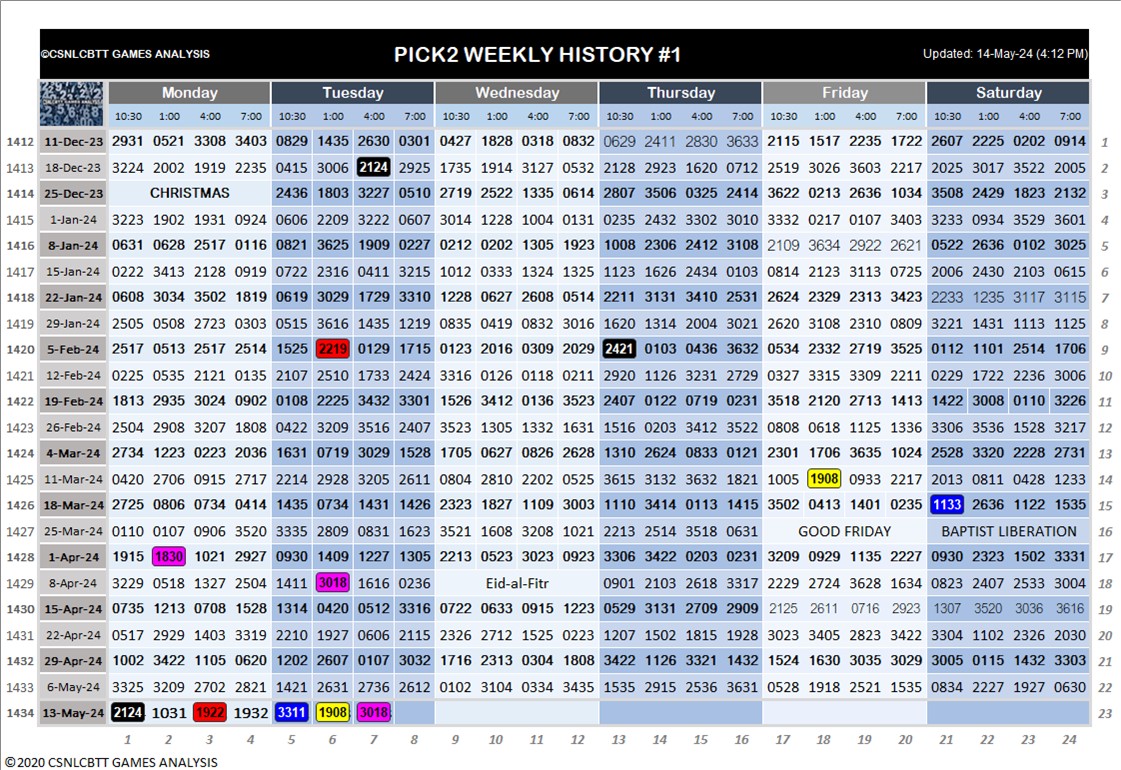 ©CSNLCBTT GAMES ANALYSIS PICK2 WEEKLY HISTORY #1 Updated: 14-May-24 (4:12 PM)
CSNLCBTT GAMES ANALYSIS Monday Tuesday Wednesday Thursday Friday Saturday
10:30 1:00 4:00 7:00 10:30 1:00 4:00 7:00 10:30 1:00 4:00 7:00 10:30 1:00 4:00 7:00 10:30 1:00 4:00 7:00 10:30 1:00 4:00 7:00
1412 11-Dec-23 2931 0521 3308 3403 0829 1435 2630 0301 0427 1828 0318 0832 0629 2411 2830 3633 2115 1517 2235 1722 2607 2225 0202 0914 1
1413 18-Dec-23 3224 2002 1919 2235 0415 3006 2124 2925 1735 1914 3127 0532 2128 2923 1620 0712 2519 3026 3603 2217 2025 3017 3522 2005 2
1414 25-Dec-23 CHRISTMAS 2436 1803 3227 0510 2719 2522 1335 0614 2807 3506 0325 2414 3622 0213 2636 1034 3508 2429 1823 2132 3
1415 1-Jan-24 3223 1902 1931 0924 0606 2209 3222 0607 3014 1228 1004 0131 0235 2432 3302 3010 3332 0217 0107 3403 3233 0934 3529 3601 4
1416 8-Jan-24 0631 0628 2517 0116 0821 3625 1909 0227 0212 0202 1305 1923 1008 2306 2412 3108 2109 3634 2922 2621 0522 2636 0102 3025 5
1417 15-Jan-24 0222 3413 2128 0919 0722 2316 0411 3215 1012 0333 1324 1325 1123 1626 2434 0103 0814 2123 3113 0725 2006 2430 2103 0615 6
1418 22-Jan-24 0608 3034 3502 1819 0619 3029 1729 3310 1228 0627 2608 0514 2211 3131 3410 2531 2624 2329 2313 3423 2233 1235 3117 3115 7
1419 29-Jan-24 2505 0508 2723 0303 0515 3616 1435 1219 0835 0419 0832 3016 1620 1314 2004 3021 2620 3108 2310 0809 3221 1431 1113 1125 8
1420 5-Feb-24 2517 0513 2517 2514 1525 2219 0129 1715 0123 2016 0309 2029 2421 0103 0436 3632 0534 2332 2719 3525 0112 1101 2514 1706 9
1421 12-Feb-24 0225 0535 2121 0135 2107 2510 1733 2424 3316 0126 0118 0211 2920 1126 3231 2729 0327 3315 3309 2211 0229 1722 2236 3006 10
1422 19-Feb-24 1813 2935 3024 0902 0108 2225 3432 3301 1526 3412 0136 3523 2407 0122 0719 0231 3518 2120 2713 1413 1422 3008 0110 3226 11
1423 26-Feb-24 2504 2908 3207 1808 0422 3209 3516 2407 3523 1305 1332 1631 1516 0203 3412 3522 0808 0618 1125 1336 3306 3536 1528 3217 12
1424 4-Mar-24 2734 1223 0223 2036 1631 0719 3029 1528 1705 0627 0826 2628 1310 2624 0833 0121 2301 1706 3635 1024 2528 3320 2228 2731 13
1425 11-Mar-24 0420 2706 0915 2717 2214 2928 3205 2611 0804 2810 2202 0525 3615 3132 3632 1821 1005 1908 0933 2217 2013 0811 0428 1233 14
1426 18-Mar-24 2725 0806 0734 0414 1435 0734 1431 1426 2323 1827 1109 3003 1110 3414 0113 1415 3502 0413 1401 0235 1133 2636 1122 1535 15
1427 25-Mar-24 0110 0107 0906 3520 3335 2809 0831 1623 3521 1608 3208 1021 2213 2514 3518 0631 GOOD FRIDAY BAPTIST LIBERATION 16
1428 1-Apr-24 1915 1830 1021 2927 0930 1409 1227 1305 2213 0523 3023 0923 3306 3422 0203 0231 3209 0929 1130 2227 0930 2323 1502 3331 17
1429 8-Apr-24 3229 0518 1327 2504 1411 3018 1616 0236 Eid-al-Fitr 0901 2103 2618 3317 2229 2724 3628 1634 0823 2407 2533 3004 18
1430 15-Apr-24 0735 1213 0708 1528 1314 0420 0512 3316 0722 0633 0915 1223 0529 3131 2709 2909 2125 2611 0716 2923 1307 3520 3036 3616 19
1431 22-Apr-24 0517 2929 1403 3319 2210 1927 0606 2115 2326 2712 1525 0223 1207 1502 1815 1928 3023 3405 2823 3422 3304 1102 2326 2030 20
1432 29-Apr-24 1002 3422 1105 0620 1202 2607 0107 3032 1716 2313 0304 1808 3422 1126 3321 1432 1524 1630 3035 3029 3005 0115 1432 3303 21
1433 6-May-24 3325 3209 2702 2821 1421 2631 2736 2612 0102 3104 0334 3435 1535 2915 2536 3631 0528 1918 2521 1535 0834 2227 1927 0630 22
1434 13-May-24 2124 1031 1922 1932 3311 1908 3018 23
1 2 3 4 5 6 7 8 9 10 11 12 13 14 15 16 17 18 19 20 21 22 23 24
©2020 CSNLCBTT GAMES ANALYSIS